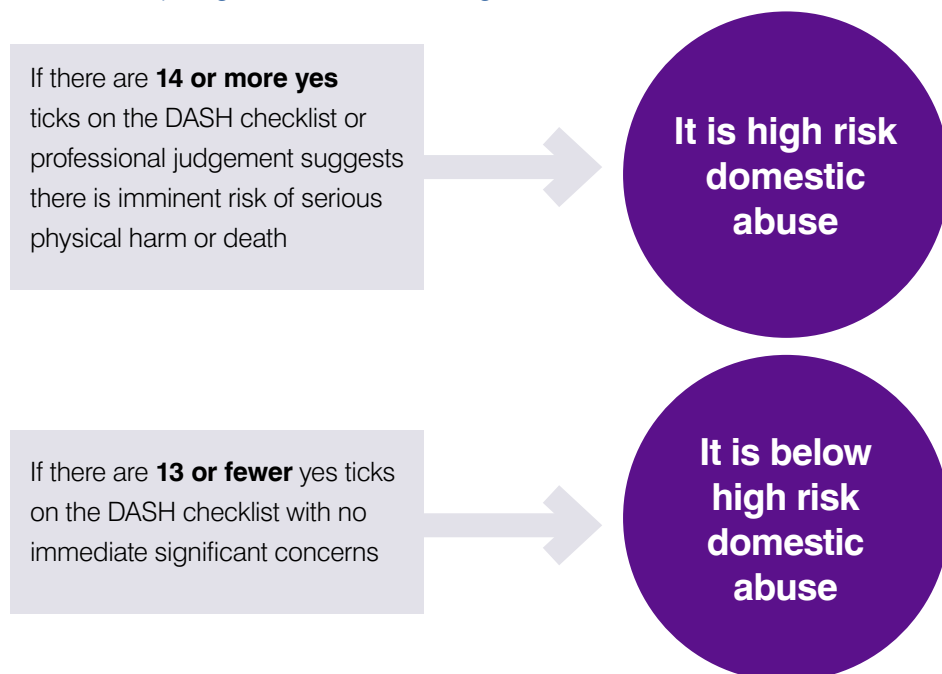 If there are 14 or more yes
ticks on the DASH checklist or
professional judgement suggests
there is imminent risk of serious
physical harm or death
It is high risk
domestic
abuse
If there are 13 or fewer yes ticks
on the DASH checklist with no
immediate significant concerns
It is below
high risk
domestic
abuse